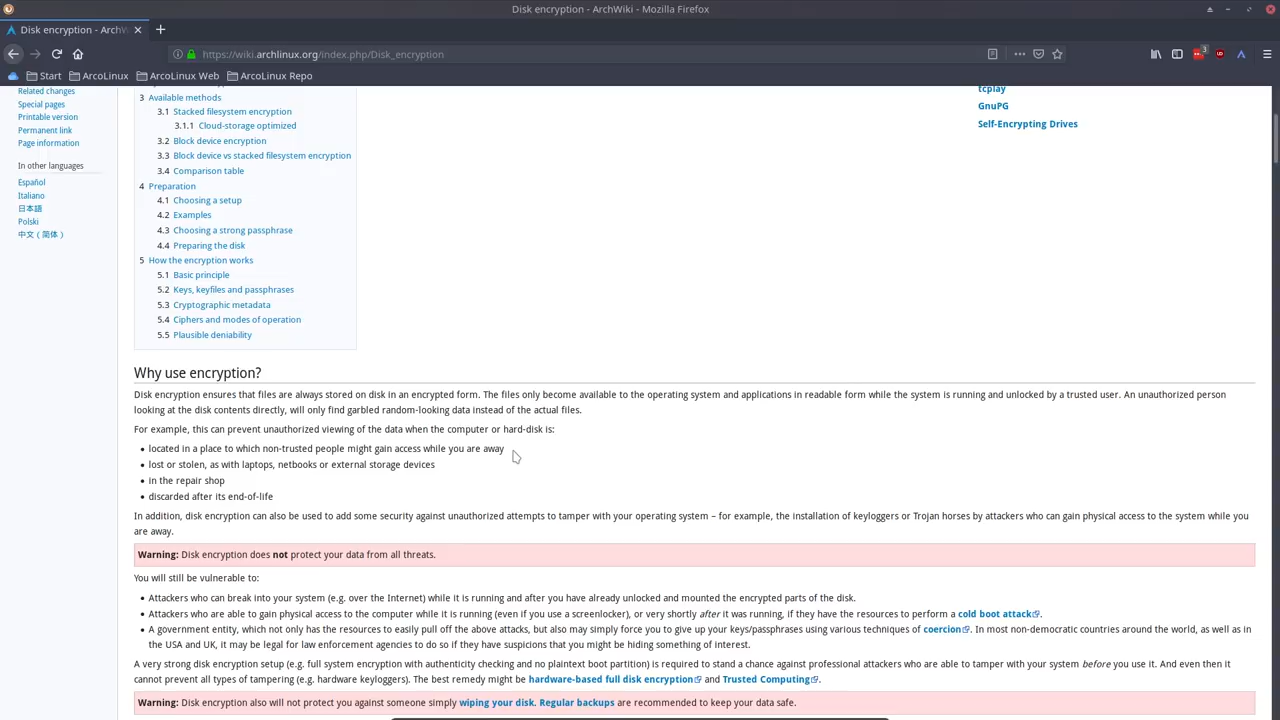 Disk encryption - ArchWiki - Mozilla Firefox
Disk encryption - ArchW
https://wiki.archlinux.org/index.php/Disk_encryption
3
Start
ArcoLinux
ArcoLinux Web
ArcoLinux Repo
Related changes
Special pages
Printable version
Permanent link
Page information
In other languages
Español
Italiano
日本語
Polski
中文（简体）
3 Available methods
3.1 Stacked filesystem encryption
3.1.1 Cloud-storage optimized
3.2 Block device encryption
3.3 Block device vs stacked filesystem encryption
3.4 Comparison table
4 Preparation
4.1 Choosing a setup
4.2 Examples
4.3 Choosing a strong passphrase
4.4 Preparing the disk
5 How the encryption works
5.1 Basic principle
5.2 Keys, keyfiles and passphrases
5.3 Cryptographic metadata
5.4 Ciphers and modes of operation
5.5 Plausible deniability
tcplay
GnuPG
Self-Encrypting Drives
Why use encryption?
Disk encryption ensures that files are always stored on disk in an encrypted form. The files only become available to the operating system and applications in readable form while the system is running and unlocked by a trusted user. An unauthorized person
looking at the disk contents directly, will only find garbled random-looking data instead of the actual files.
For example, this can prevent unauthorized viewing of the data when the computer or hard-disk is:
• located in a place to which non-trusted people might gain access while you are away
• lost or stolen, as with laptops, netbooks or external storage devices
• in the repair shop
• discarded after its end-of-life
In addition, disk encryption can also be used to add some security against unauthorized attempts to tamper with your operating system – for example, the installation of keyloggers or Trojan horses by attackers who can gain physical access to the system while you
are away.
Warning: Disk encryption does not protect your data from all threats.
You will still be vulnerable to:
• Attackers who can break into your system (e.g. over the Internet) while it is running and after you have already unlocked and mounted the encrypted parts of the disk.
• Attackers who are able to gain physical access to the computer while it is running (even if you use a screenlocker), or very shortly after it was running, if they have the resources to perform a cold boot attack.
• A government entity, which not only has the resources to easily pull off the above attacks, but also may simply force you to give up your keys/passphrases using various techniques of coercion. In most non-democratic countries around the world, as well as in
the USA and UK, it may be legal for law enforcement agencies to do so if they have suspicions that you might be hiding something of interest.
A very strong disk encryption setup (e.g. full system encryption with authenticity checking and no plaintext boot partition) is required to stand a chance against professional attackers who are able to tamper with your system before you use it. And even then it
cannot prevent all types of tampering (e.g. hardware keyloggers). The best remedy might be hardware-based full disk encryption and Trusted Computing.
Warning: Disk encryption also will not protect you against someone simply wiping your disk. Regular backups are recommended to keep your data safe.